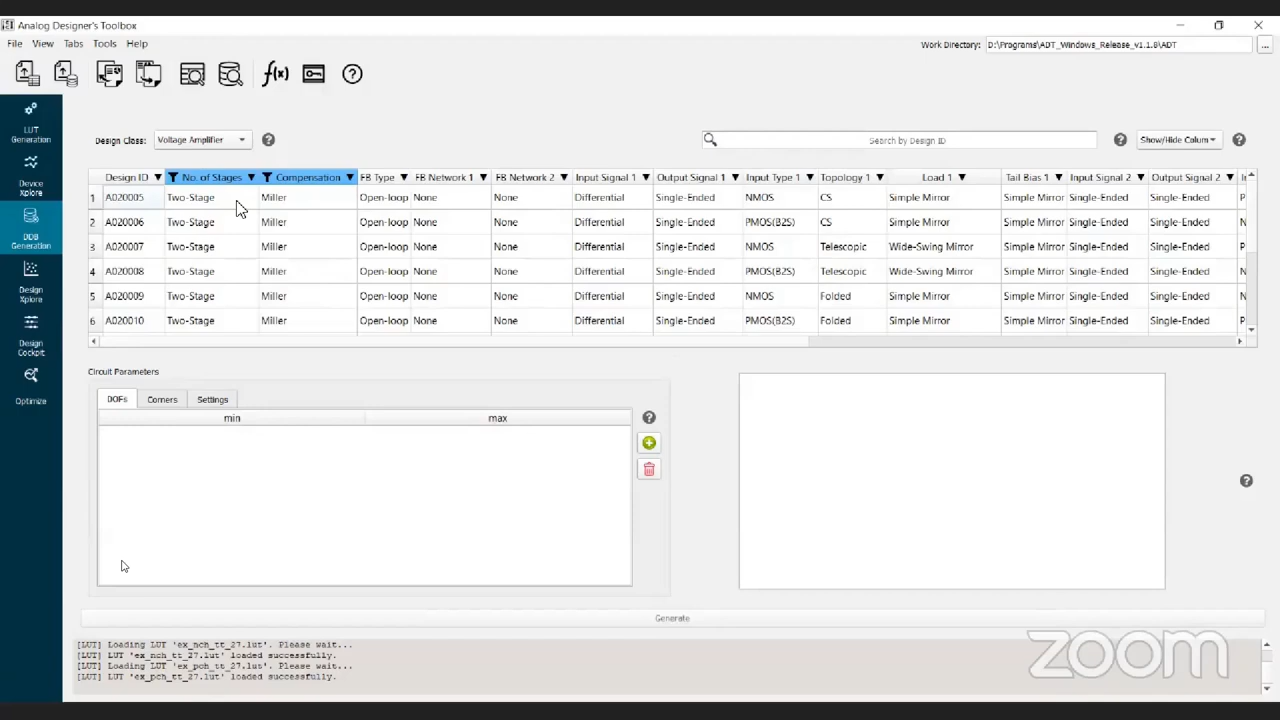 Analog Designer's Toolbox
File View Tabs Tools Help
Work Directory: D:\Programs\ADT_Windows_Release_v1.1.8\ADT ...
f(x)
LUT
Generation
Device
Xplore
DDB
Generation
Design
Xplore
Design
Cockpit
Optimize
Design Class: Voltage Amplifier
Search by Design ID
Show/Hide Colum
Design ID No. of Stages Compensation FB Type FB Network 1 FB Network 2 Input Signal 1 Output Signal 1 Input Type 1 Topology 1 Load 1 Tail Bias 1 Input Signal 2 Output Signal 2
1 A020005 Two-Stage Miller Open-loop None None Differential Single-Ended NMOS CS Simple Mirror Simple Mirror Single-Ended Single-Ended P
2 A020006 Two-Stage Miller Open-loop None None Differential Single-Ended PMOS(B2S) CS Simple Mirror Simple Mirror Single-Ended Single-Ended N
3 A020007 Two-Stage Miller Open-loop None None Differential Single-Ended NMOS Telescopic Wide-Swing Mirror Simple Mirror Single-Ended Single-Ended P
4 A020008 Two-Stage Miller Open-loop None None Differential Single-Ended PMOS(B2S) Telescopic Wide-Swing Mirror Simple Mirror Single-Ended Single-Ended N
5 A020009 Two-Stage Miller Open-loop None None Differential Single-Ended NMOS Folded Simple Mirror Simple Mirror Single-Ended Single-Ended N
6 A020010 Two-Stage Miller Open-loop None None Differential Single-Ended PMOS(B2S) Folded Simple Mirror Simple Mirror Single-Ended Single-Ended P
Circuit Parameters
DOFs Corners Settings
min max
Generate
[LUT] Loading LUT 'ex_nch_tt_27.lut'. Please wait...
[LUT] LUT 'ex_nch_tt_27.lut' loaded successfully.
[LUT] Loading LUT 'ex_pch_tt_27.lut'. Please wait...
[LUT] LUT 'ex_pch_tt_27.lut' loaded successfully.
zoom